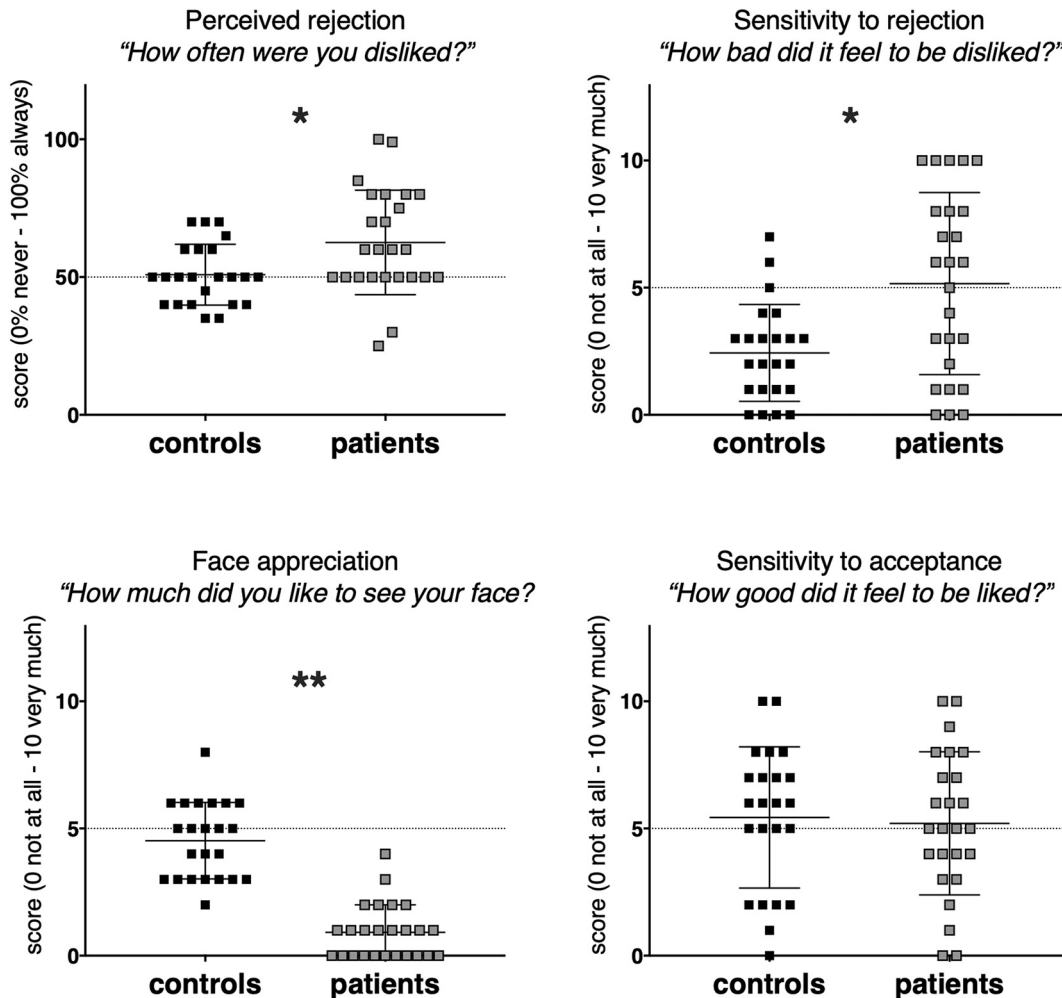 Perceived rejection
“How often were you disliked?”
*
score (0% never - 100% always)
100
50
0
controls
patients
Sensitivity to rejection
“How bad did it feel to be disliked?”
*
score (0 not at all - 10 very much)
10
5
0
controls
patients
Face appreciation
“How much did you like to see your face?
**
score (0 not at all - 10 very much)
10
5
0
controls
patients
Sensitivity to acceptance
“How good did it feel to be liked?”
score (0 not at all - 10 very much)
10
5
0
controls
patients